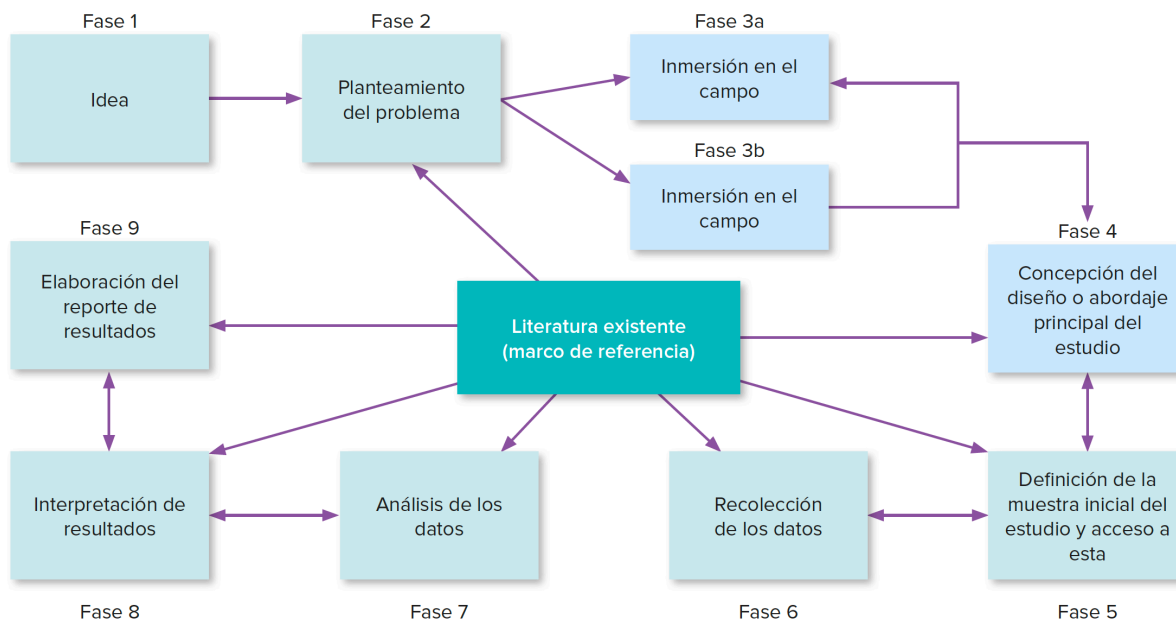 Fase 1
Idea
Fase 2
Planteamiento
del problema
Fase 3a
Inmersión en el
campo
Fase 3b
Inmersión en el
campo
Fase 4
Concepción del
diseño o abordaje
principal del
estudio
Fase 9
Elaboración del
reporte de
resultados
Literatura existente
(marco de referencia)
Interpretación de
resultados
Fase 8
Análisis de los
datos
Fase 7
Recolección
de los datos
Fase 6
Definición de la
muestra inicial del
estudio y acceso a
esta
Fase 5